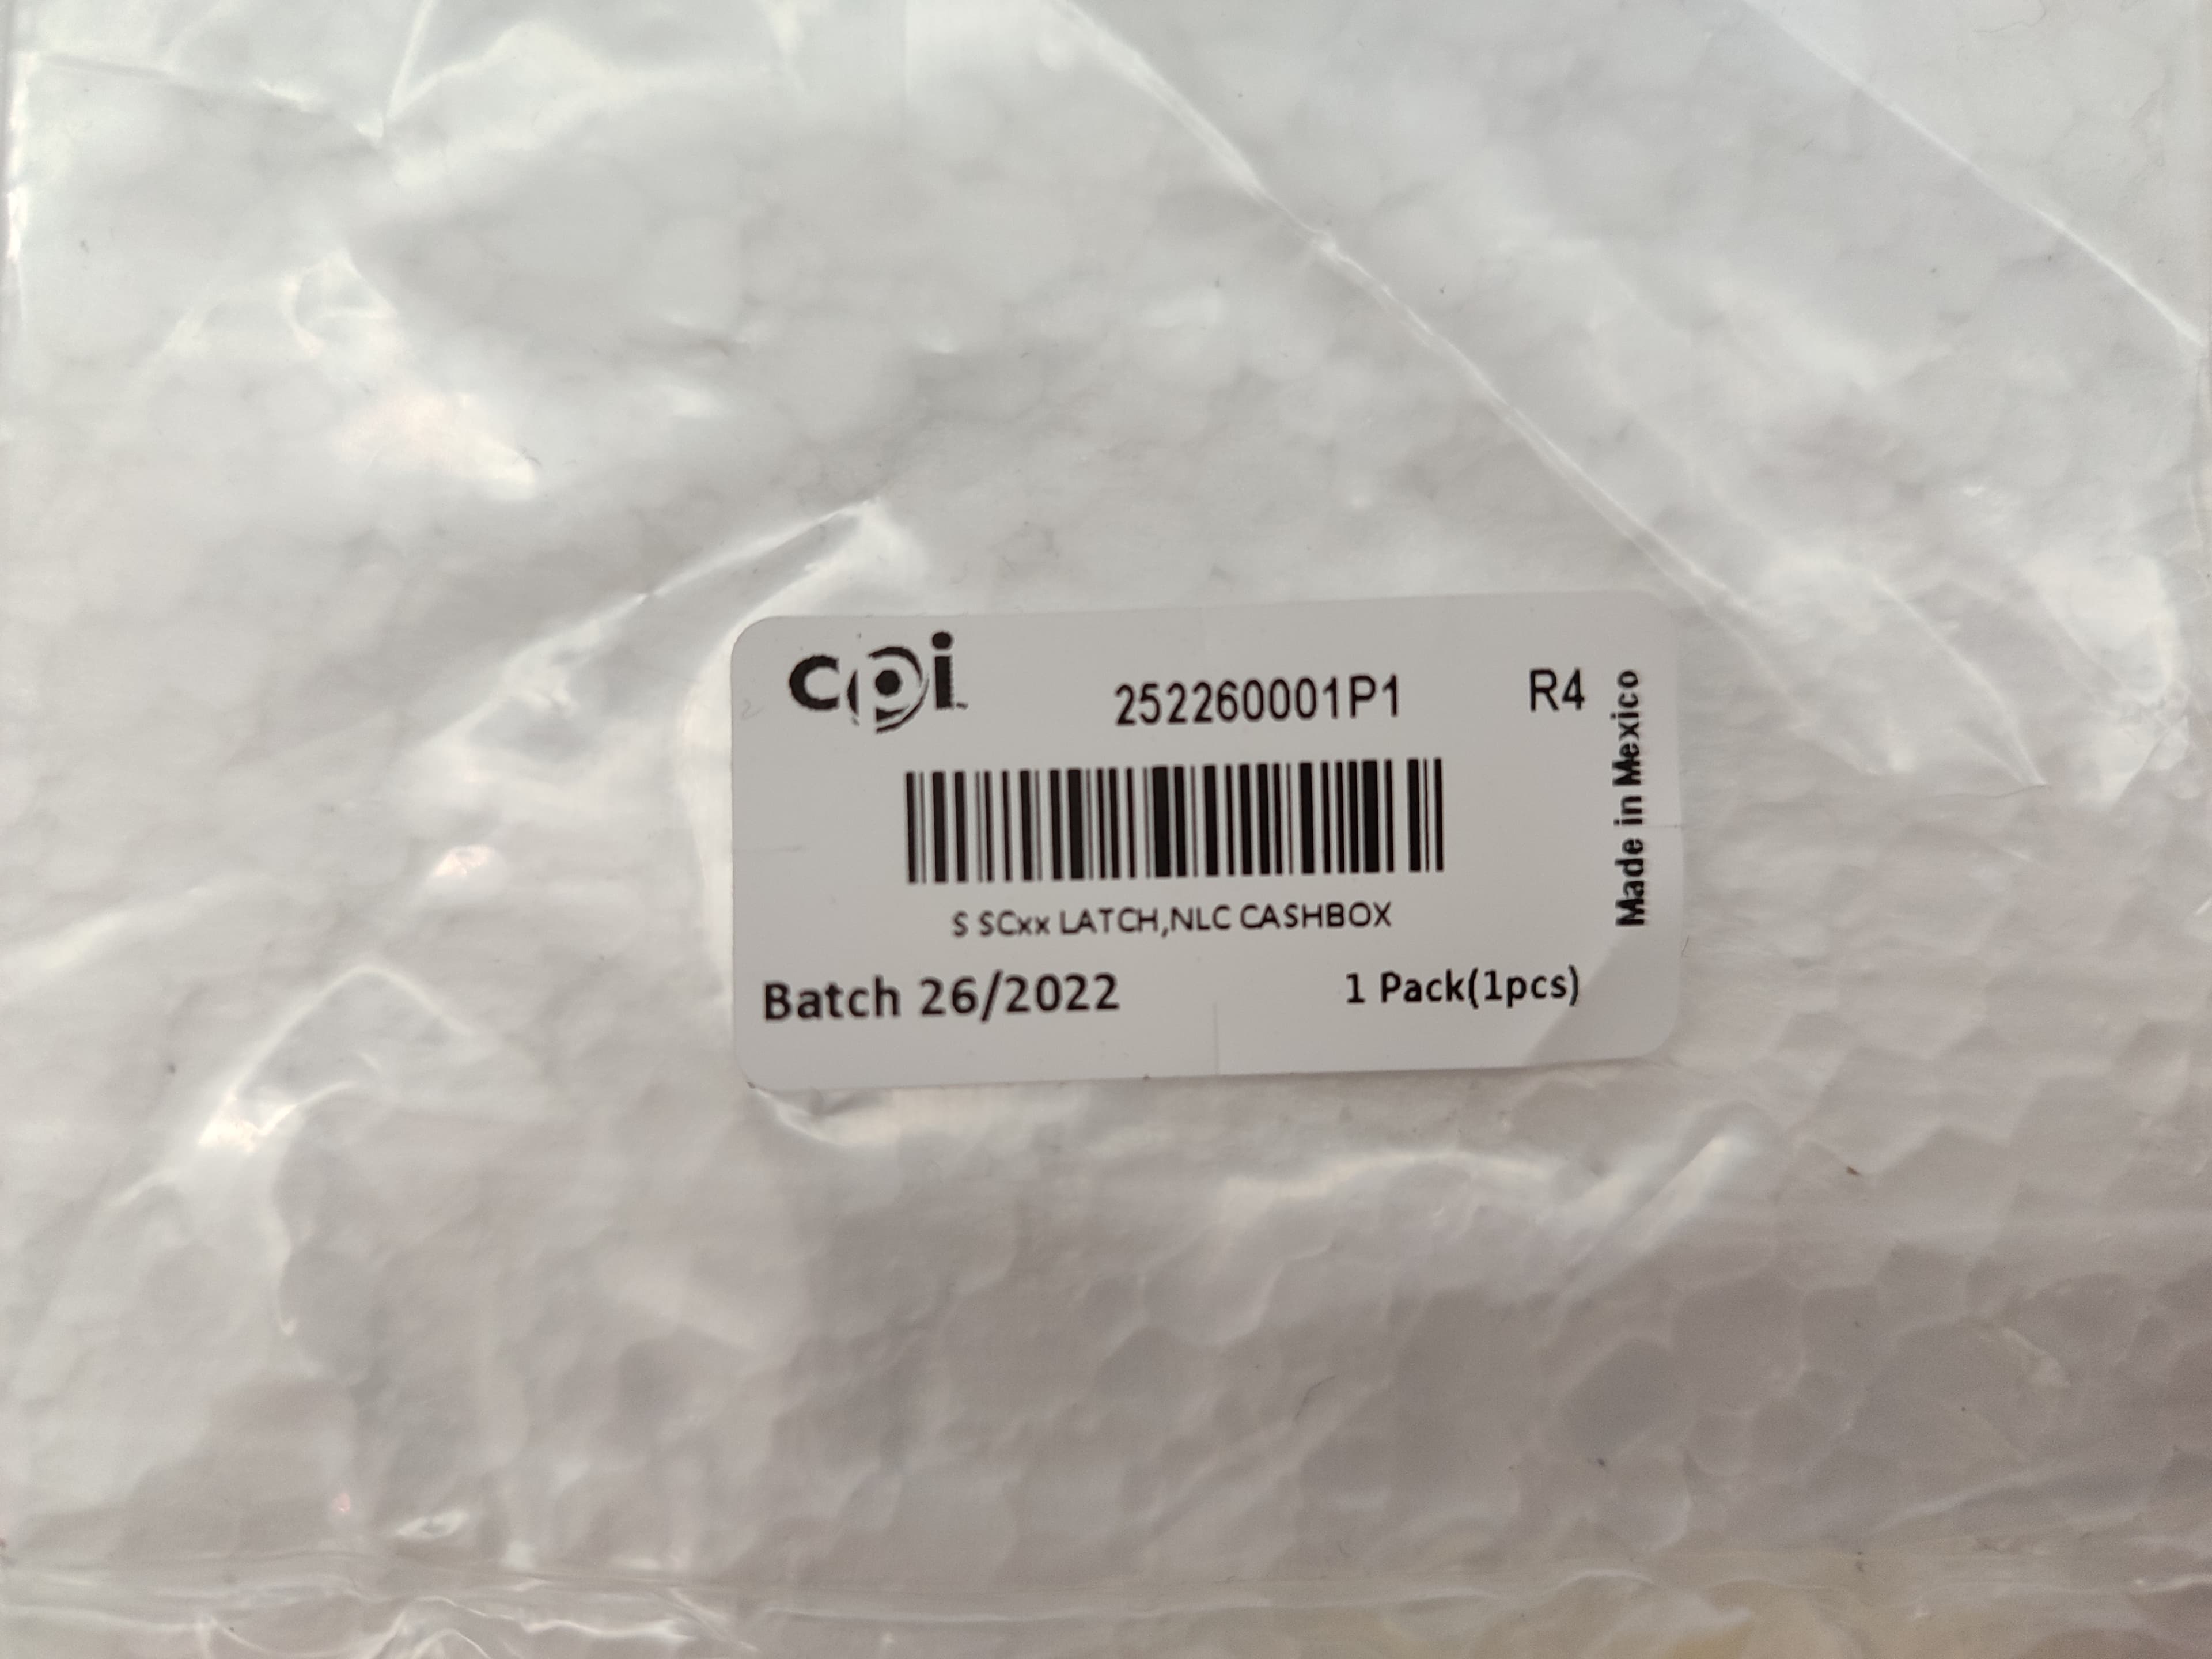 cpi
252260001P1 R4
S SCxx LATCH,NLC CASHBOX
Batch 26/2022 1 Pack(1pcs)
Made in Mexico